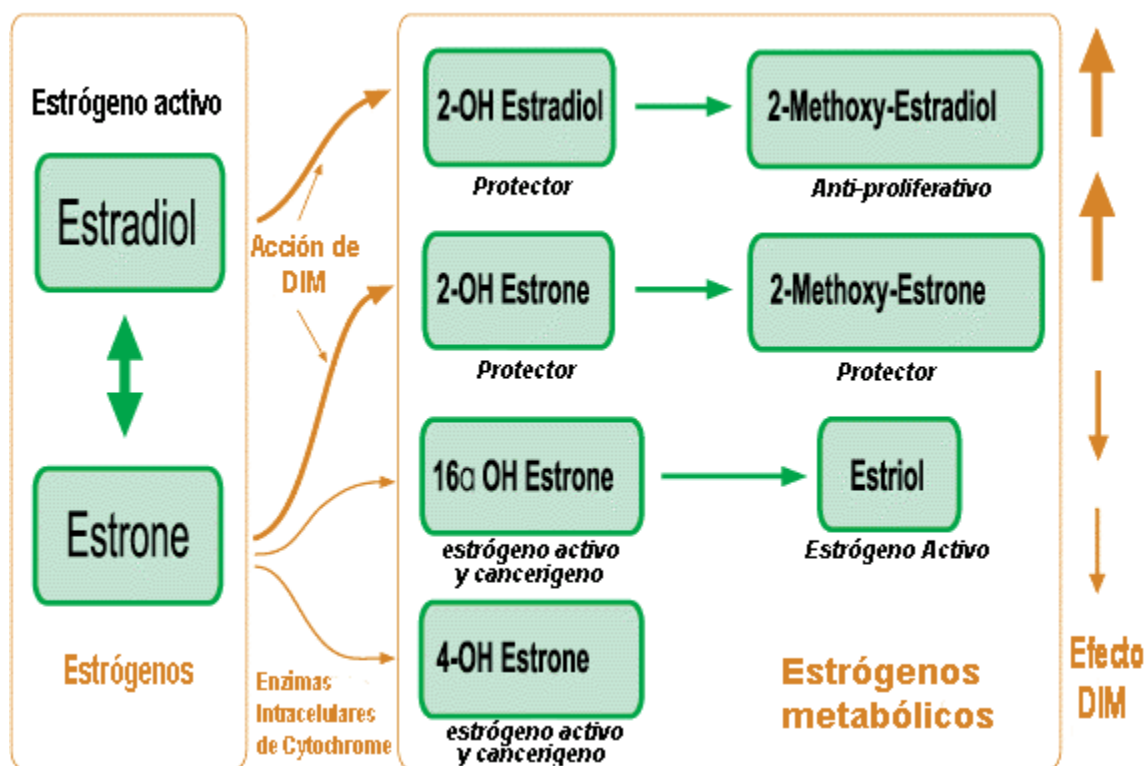 Estrógeno activo
Estradiol
Estrone
Estrógenos
Acción de
DIM
Enzimas
Intracelulares
de Cytochrome
2-OH Estradiol
Protector
2-Methoxy-Estradiol
Anti-proliferativo
2-OH Estrone
Protector
2-Methoxy-Estrone
Protector
16α OH Estrone
estrógeno activo
y cancerígeno
Estriol
Estrógeno Activo
4-OH Estrone
estrógeno activo
y cancerígeno
Estrógenos
metabólicos
Efecto
DIM